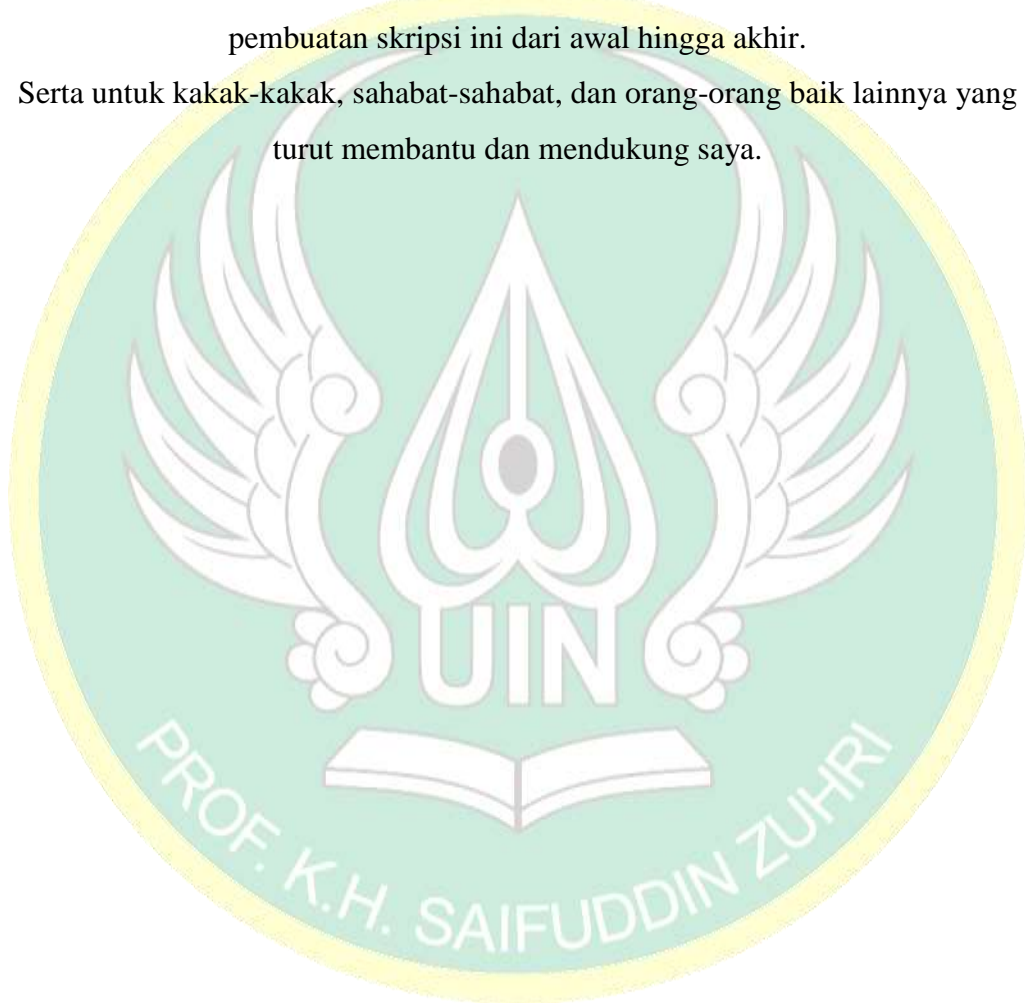 pembuatan skripsi ini dari awal hingga akhir.
Serta untuk kakak-kakak, sahabat-sahabat, dan orang-orang baik lainnya yang
turut membantu dan mendukung saya.
UIN
PROF. K.H. SAIFUDDIN ZUHRI